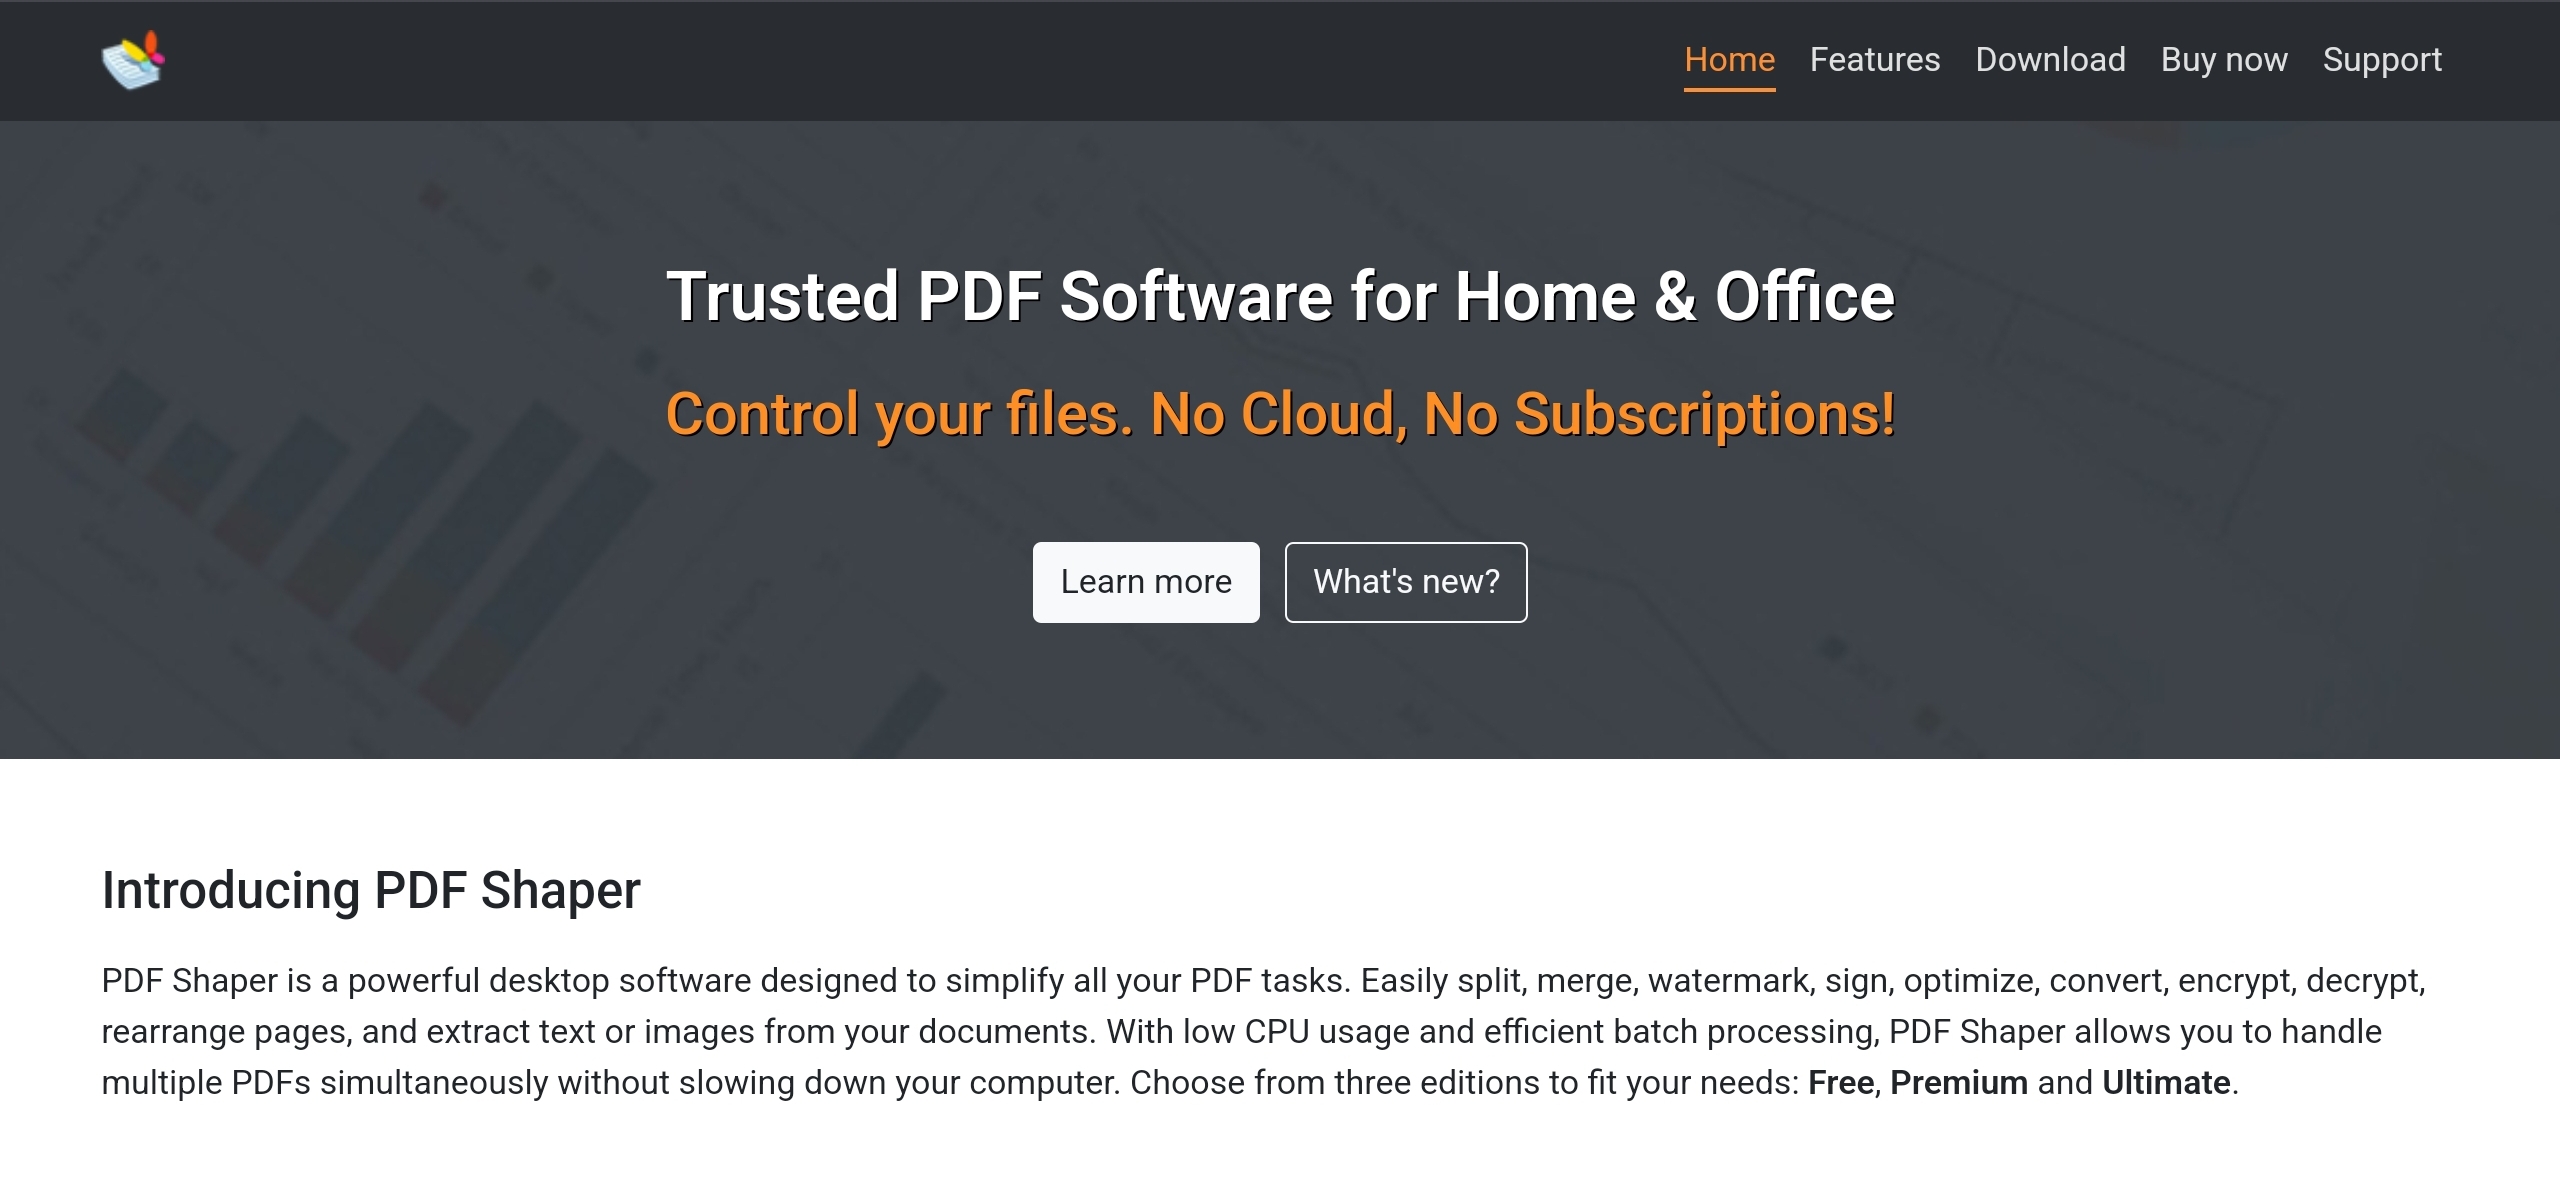 Home Features Download Buy now Support
Trusted PDF Software for Home & Office
Control your files. No Cloud, No Subscriptions!
Learn more What's new?
Introducing PDF Shaper
PDF Shaper is a powerful desktop software designed to simplify all your PDF tasks. Easily split, merge, watermark, sign, optimize, convert, encrypt, decrypt,
rearrange pages, and extract text or images from your documents. With low CPU usage and efficient batch processing, PDF Shaper allows you to handle
multiple PDFs simultaneously without slowing down your computer. Choose from three editions to fit your needs: Free, Premium and Ultimate.